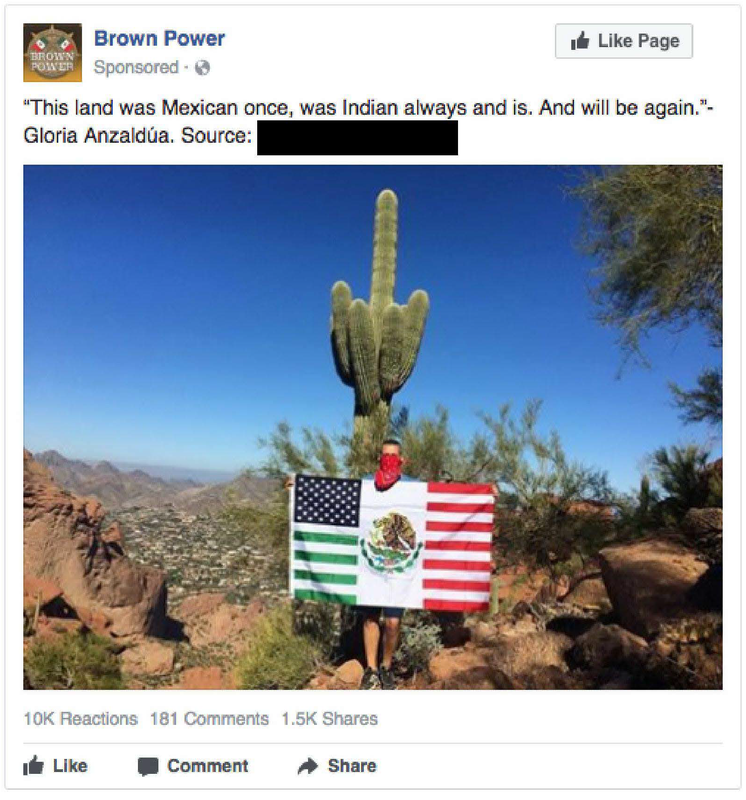 Brown Power
Like Page
BROWN
POWER
Sponsored ·
“This land was Mexican once, was Indian always and is. And will be again.”-
Gloria Anzaldúa. Source:
10K Reactions 181 Comments 1.5K Shares
Like Comment Share